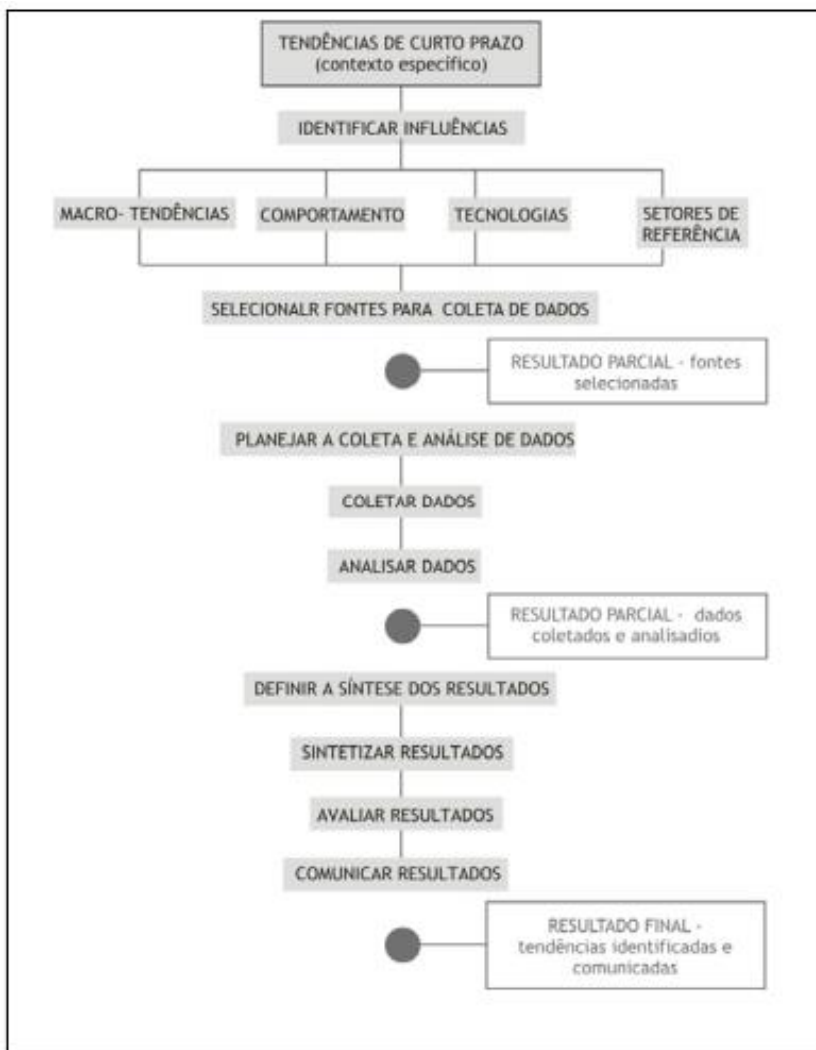 TENDÊNCIAS DE CURTO PRAZO
(contexto específico)
IDENTIFICAR INFLUÊNCIAS
MACRO- TENDÊNCIAS
COMPORTAMENTO
TECNOLOGIAS
SETORES DE
REFERÊNCIA
SELECIONALR FONTES PARA COLETA DE DADOS
RESULTADO PARCIAL - fontes
selecionadas
PLANEJAR A COLETA E ANÁLISE DE DADOS
COLETAR DADOS
ANALISAR DADOS
RESULTADO PARCIAL - dados
coletados e analisadios
DEFINIR A SÍNTESE DOS RESULTADOS
SINTETIZAR RESULTADOS
AVALIAR RESULTADOS
COMUNICAR RESULTADOS
RESULTADO FINAL -
tendências identificadas e
comunicadas